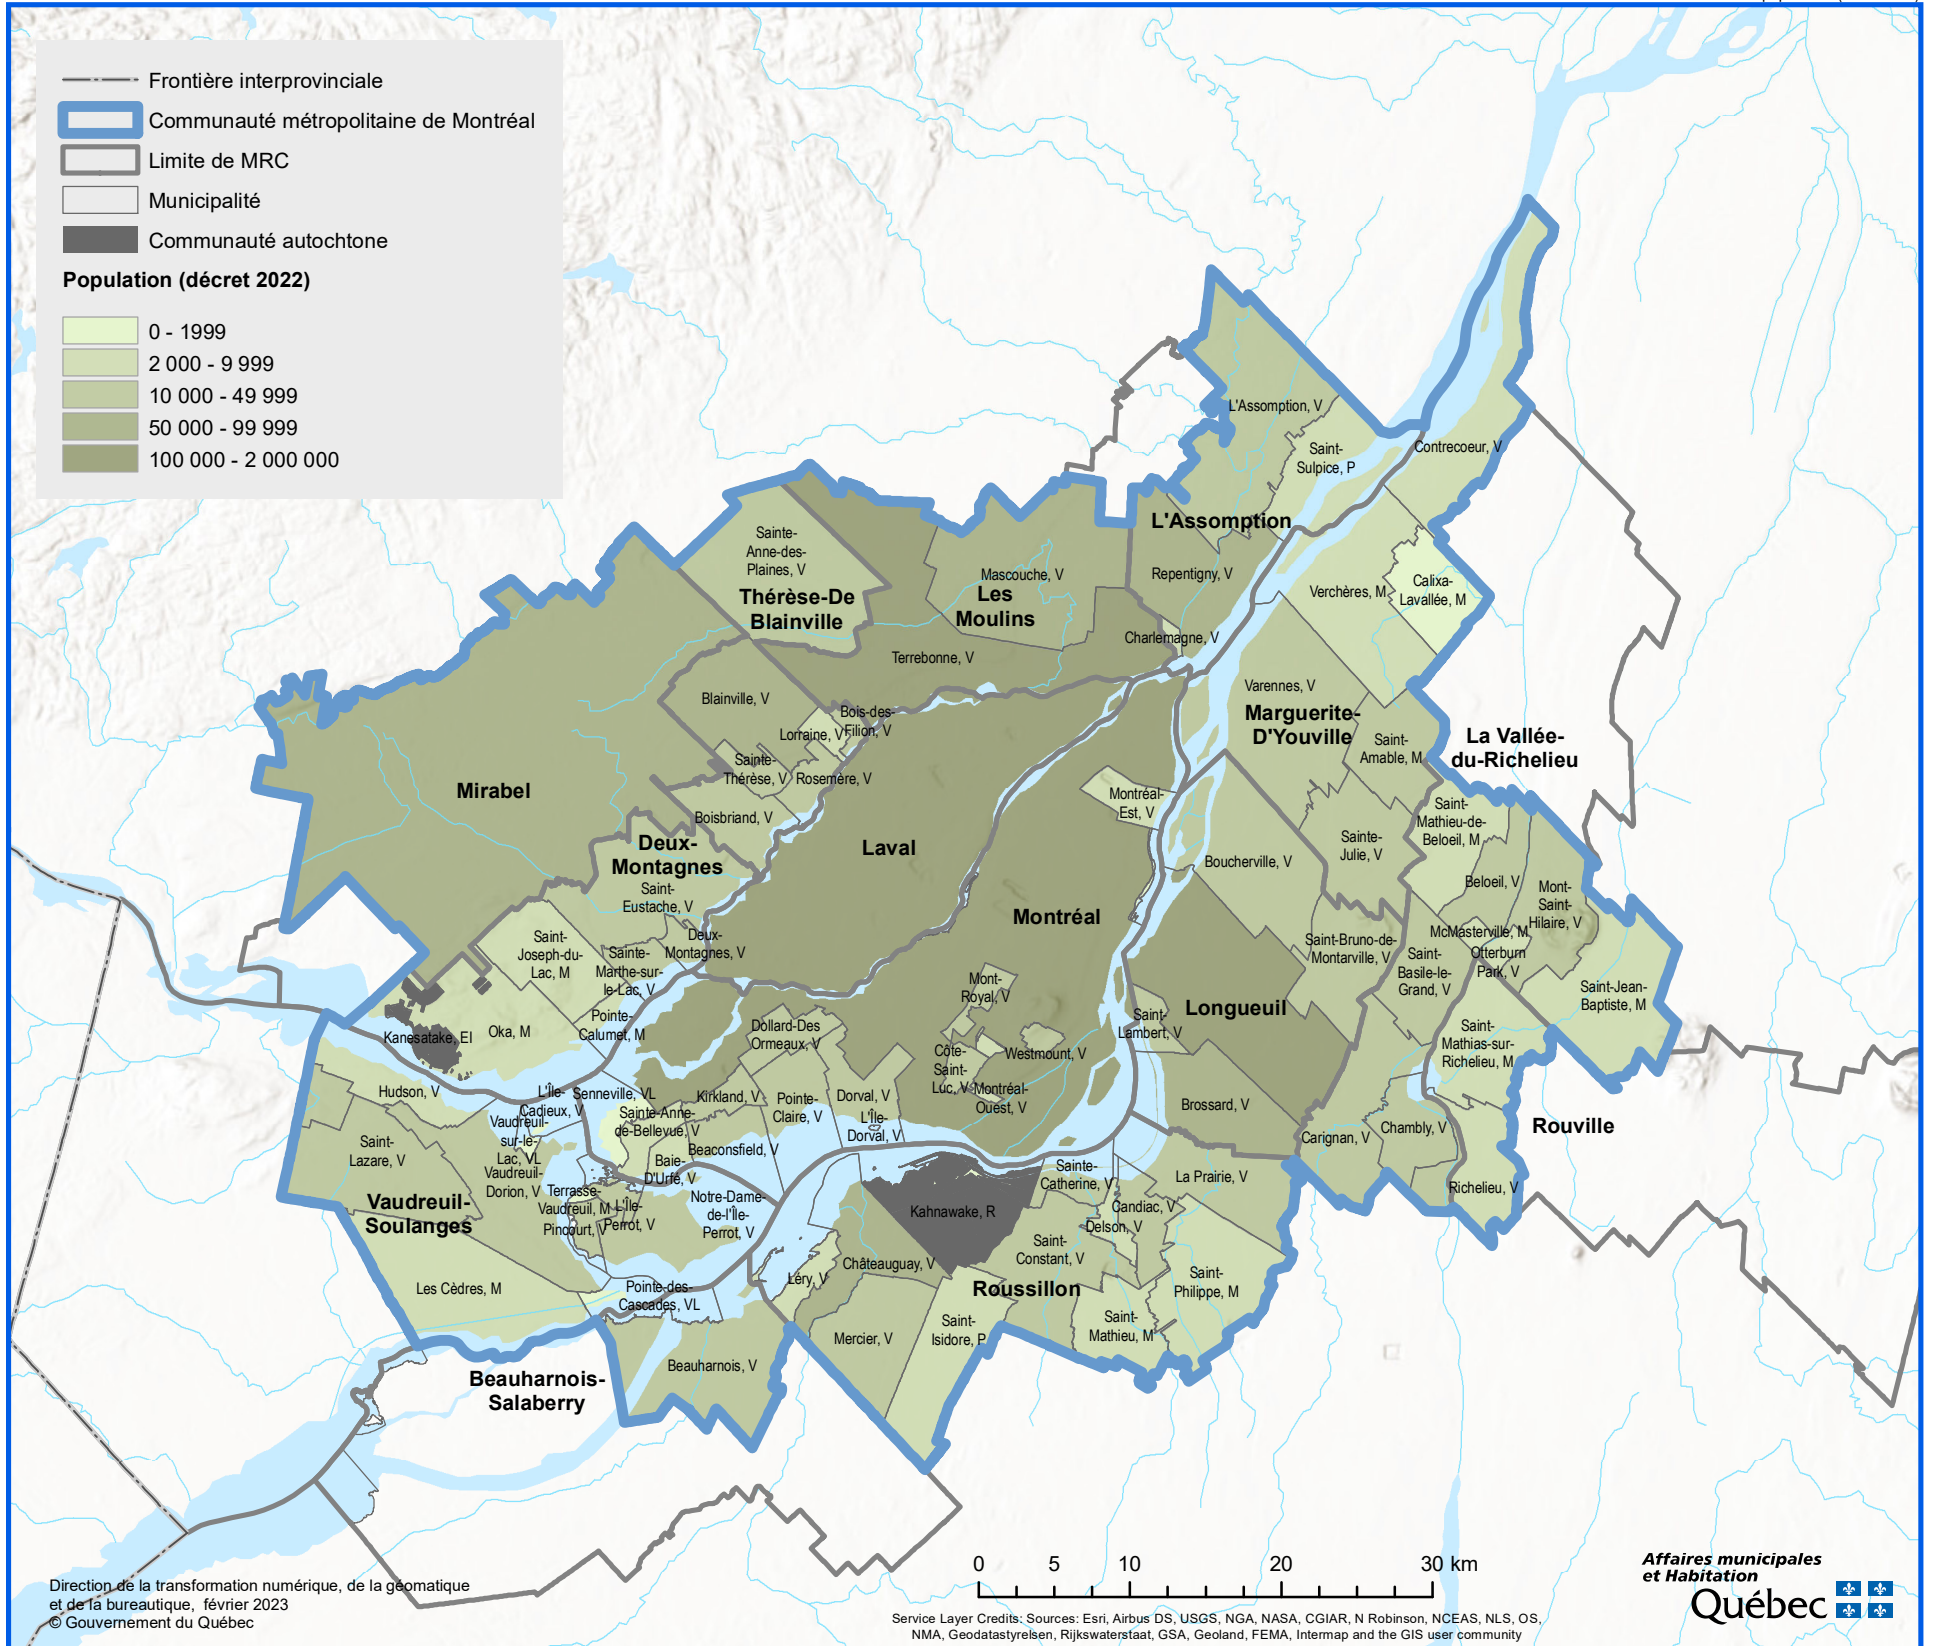 Frontière interprovinciale
Communauté métropolitaine de Montréal
Limite de MRC
Municipalité
Communauté autochtone
Population (décret 2022)
0 - 1999
2 000 - 9 999
10 000 - 49 999
50 000 - 99 999
100 000 - 2 000 000
L'Assomption, V
Saint-
Sulpice, P
Contrecoeur, V
L'Assomption
Sainte-
Anne-des-
Plaines, V
Thérèse-De
Blainville
Mascouche, V
Les
Moulins
Repentigny, V
Verchères, M
Calixa-
Lavallée, M
Charlemagne, V
Terrebonne, V
Blainville, V
Bois-des-
Filion, V
Lorraine, V
Sainte-
Thérèse, V
Rosemère, V
Boisbriand, V
Varennes, V
Marguerite-
D'Youville
Saint-
Amable, M
La Vallée-
du-Richelieu
Mirabel
Deux-
Montagnes
Saint-
Eustache, V
Laval
Montréal-
Est, V
Montréal
Boucherville, V
Sainte-
Julie, V
Saint-
Mathieu-de-
Beloeil, M
Beloeil, V
Mont-
Saint-
Hilaire, V
McMasterville, M
Otterburn
Park, V
Saint-Bruno-de-
Montarville, V
Saint-
Basile-le-
Grand, V
Saint-Jean-
Baptiste, M
Saint-
Joseph-du-
Lac, M
Sainte-
Marthe-sur-
le-Lac, V
Deux-
Montagnes, V
Pointe-
Calumet, M
Oka, M
Kanesatake, EI
Mont-
Royal, V
Dollard-Des
Ormeaux, V
Côte-
Saint-
Luc, V
Westmount, V
Montréal-
Ouest, V
Saint-
Lambert, V
Longueuil
Saint-
Mathias-sur-
Richelieu, M
Hudson, V
L'Île-
Cadieux, V
Senneville, VL
Vaudreuil-
sur-le-
Lac, VL
Sainte-Anne-
de-Bellevue, V
Kirkland, V
Pointe-
Claire, V
Dorval, V
L'Île-
Dorval, V
Beaconsfield, V
Baie-
D'Urfé, V
Brossard, V
Carignan, V
Chambly, V
Rouville
Richelieu, V
Saint-
Lazare, V
Vaudreuil-
Dorion, V
Vaudreuil-
Soulanges
Terrasse-
Vaudreuil, M
L'Île-
Perrot, V
Pincourt, V
Notre-Dame-
de-l'Île-
Perrot, V
Kahnawake, R
Sainte-
Catherine, V
La Prairie, V
Candiac, V
Delson, V
Saint-
Constant, V
Châteauguay, V
Léry, V
Roussillon
Saint-
Philippe, M
Les Cèdres, M
Pointe-des-
Cascades, VL
Mercier, V
Saint-
Isidore, P
Saint-
Mathieu, M
Beauharnois, V
Beauharnois-
Salaberry
0 5 10 20 30 km
Direction de la transformation numérique, de la géomatique
et de la bureautique, février 2023
© Gouvernement du Québec
Service Layer Credits: Sources: Esri, Airbus DS, USGS, NGA, NASA, CGIAR, N Robinson, NCEAS, NLS, OS,
NMA, Geodatastyrelsen, Rijkswaterstaat, GSA, Geoland, FEMA, Intermap and the GIS user community
Affaires municipales
et Habitation
Québec